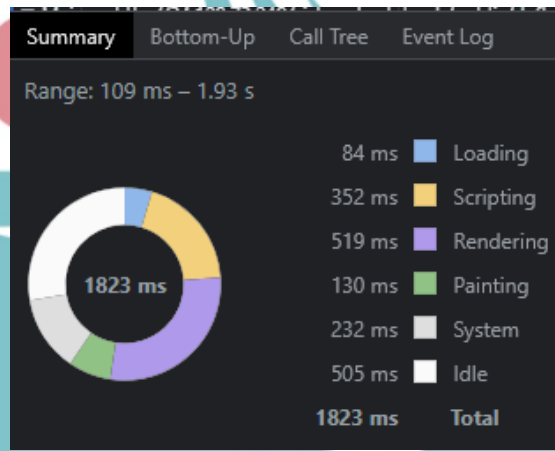 Summary Bottom-Up Call Tree Event Log
Range: 109 ms – 1.93 s
84 ms Loading
352 ms Scripting
519 ms Rendering
1823 ms
130 ms Painting
232 ms System
505 ms Idle
1823 ms Total